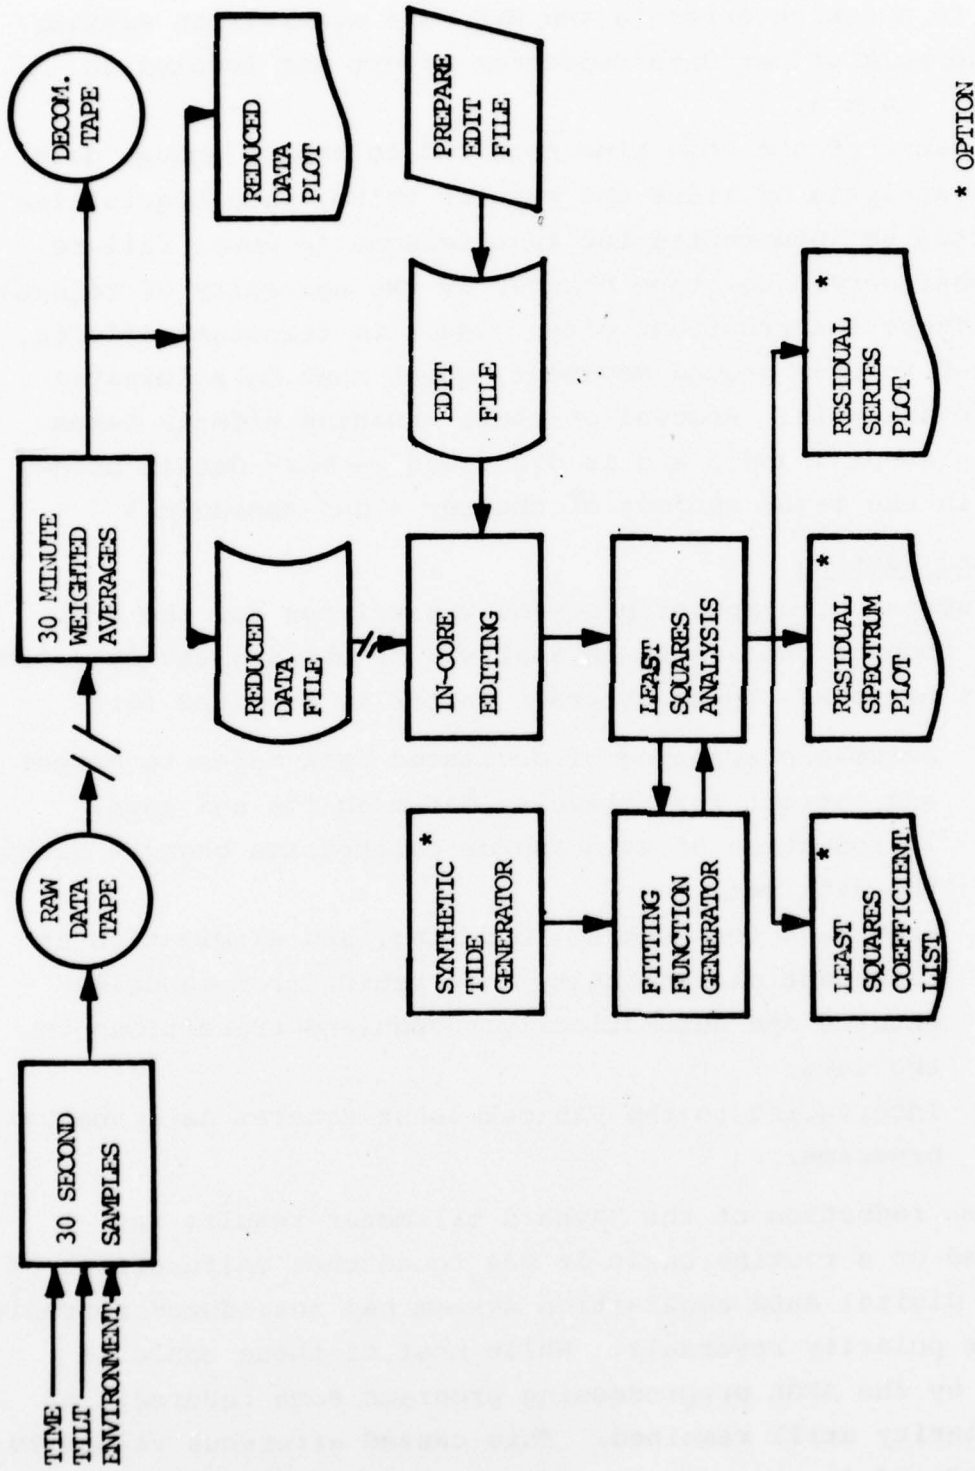 TIME
TILT
ENVIRONMENT
30 SECOND
SAMPLES
RAW
DATA
TAPE
30 MINUTE
WEIGHTED
AVERAGES
DECOM.
TAPE
REDUCED
DATA
FILE
REDUCED
DATA
PLOT
IN-CORE
EDITING
EDIT
FILE
PREPARE
EDIT
FILE
*
SYNTHETIC
TIDE
GENERATOR
LEAST
SQUARES
ANALYSIS
FITTING
FUNCTION
GENERATOR
*
LEAST
SQUARES
COEFFICIENT
LIST
*
RESIDUAL
SPECTRUM
PLOT
*
RESIDUAL
SERIES
PLOT
* OPTION